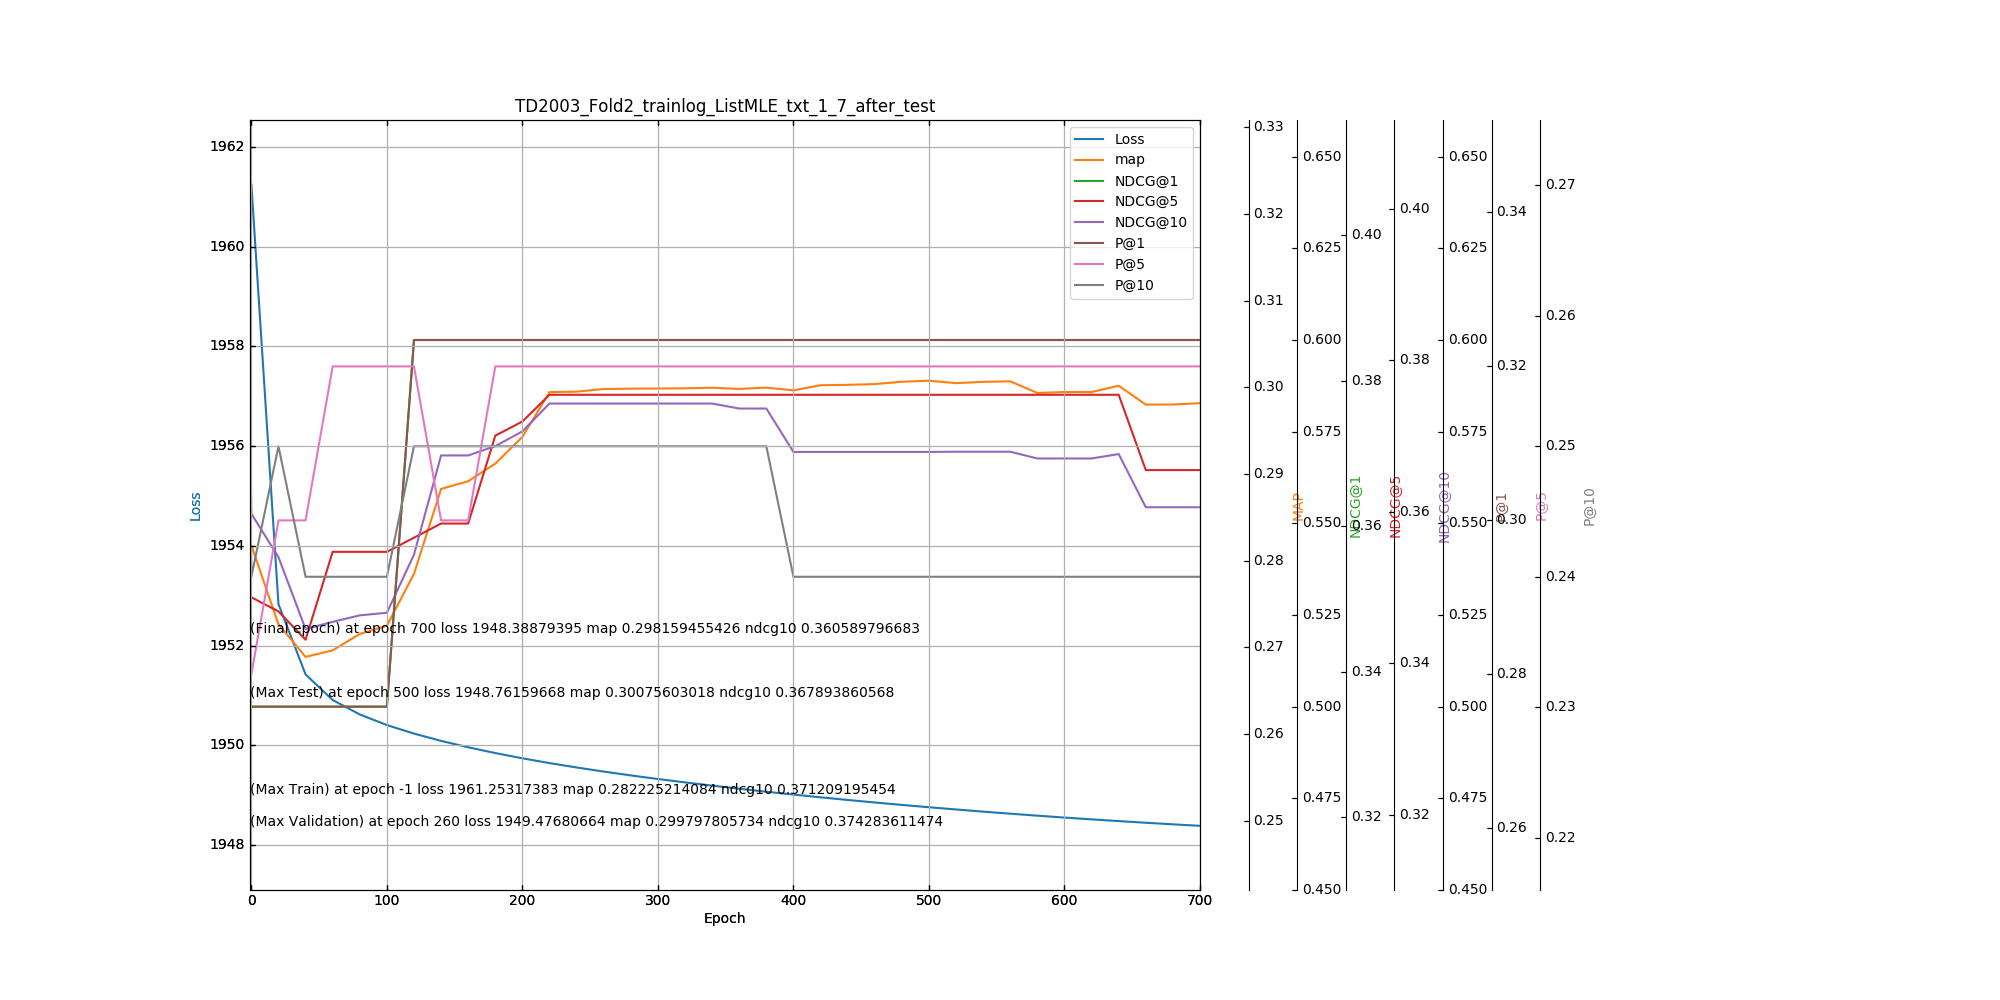 TD2003_Fold2_trainlog_ListMLE_txt_1_7_after_test
Loss
map
NDCG@1
NDCG@5
NDCG@10
P@1
P@5
P@10
1962
1960
1958
1956
1954
1952
1950
1948
Loss
(Final epoch) at epoch 700 loss 1948.38879395 map 0.298159455426 ndcg10 0.360589796683
(Max Test) at epoch 500 loss 1948.76159668 map 0.30075603018 ndcg10 0.367893860568
(Max Train) at epoch -1 loss 1961.25317383 map 0.282225214084 ndcg10 0.371209195454
(Max Validation) at epoch 260 loss 1949.47680664 map 0.299797805734 ndcg10 0.374283611474
0 100 200 300 400 500 600 700
Epoch
0.33
0.32
0.31
0.30
0.29
0.28
0.27
0.26
0.25
MAP
0.650
0.625
0.600
0.575
0.550
0.525
0.500
0.475
0.450
NDCG@1
0.40
0.38
0.36
0.34
0.32
NDCG@5
0.40
0.38
0.36
0.34
0.32
NDCG@10
0.650
0.625
0.600
0.575
0.550
0.525
0.500
0.475
0.450
P@1
0.34
0.32
0.30
0.28
0.26
P@5
0.27
0.26
0.25
0.24
0.23
0.22
P@10